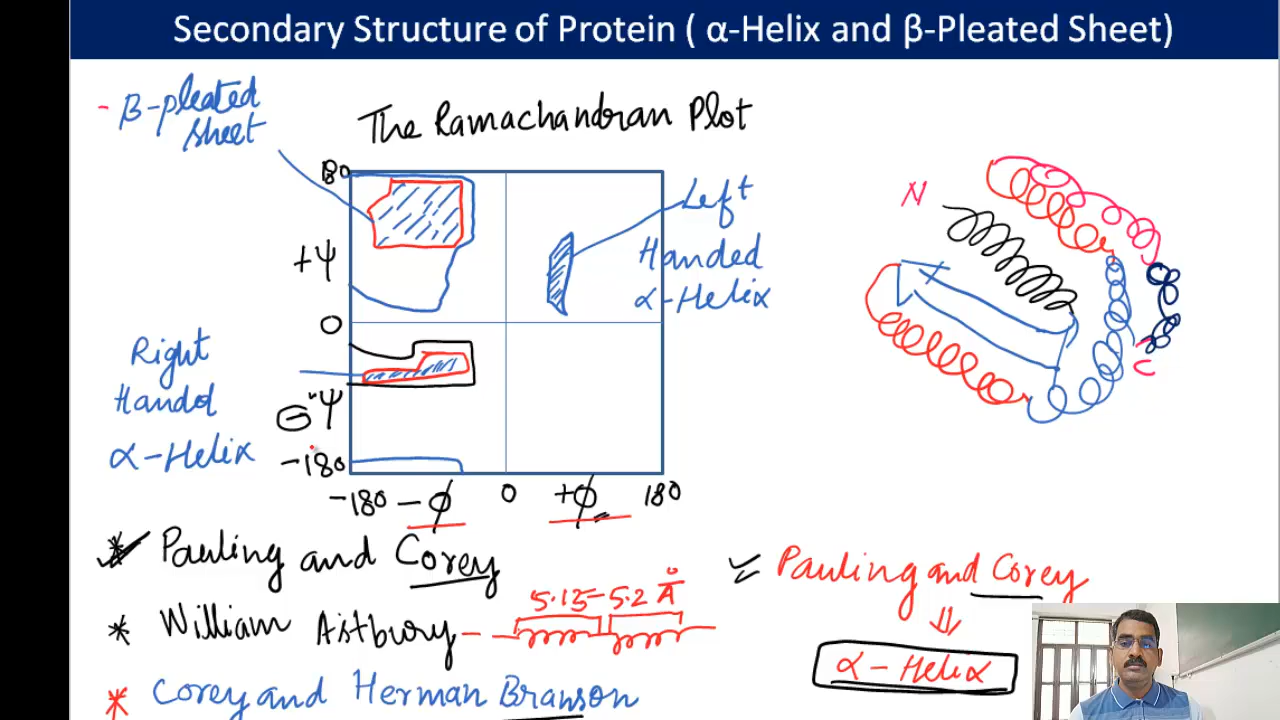 Secondary Structure of Protein ( α-Helix and β-Pleated Sheet)
- β-pleated
sheet
The Ramachandran Plot
180
+Ψ
0
-Ψ
-180
-180 -φ 0 +φ 180
Left
Handed
α-Helix
Right
Handed
α-Helix
N
C
* Pauling and Corey
* William Astbury - 5.15-5.2 Å
* Corey and Herman Branson
Pauling and Corey
⇓
α-Helix